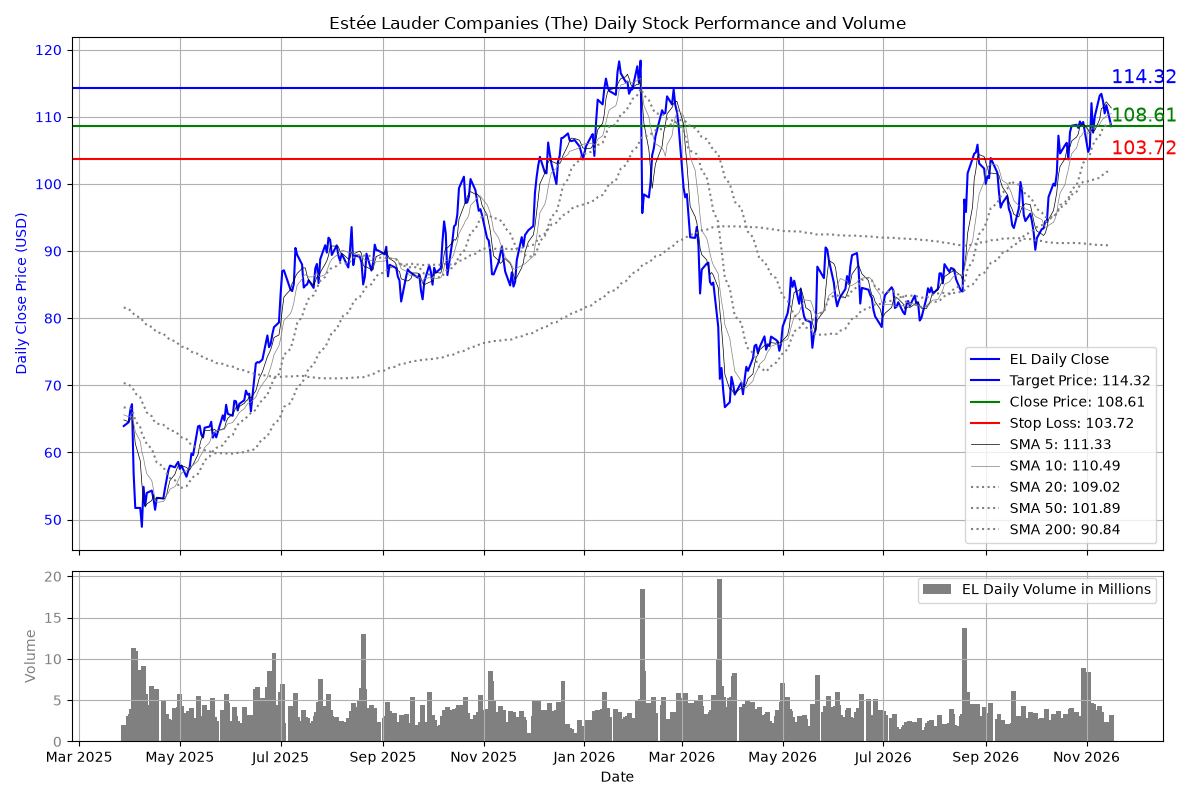 Estée Lauder Companies (The) Daily Stock Performance and Volume
Daily Close Price (USD)
120
110
100
90
80
70
60
50
114.32
108.61
103.72
EL Daily Close
Target Price: 114.32
Close Price: 108.61
Stop Loss: 103.72
SMA 5: 111.33
SMA 10: 110.49
SMA 20: 109.02
SMA 50: 101.89
SMA 200: 90.84
Volume
20
15
10
5
0
EL Daily Volume in Millions
Mar 2025 May 2025 Jul 2025 Sep 2025 Nov 2025 Jan 2026 Mar 2026 May 2026 Jul 2026 Sep 2026 Nov 2026
Date